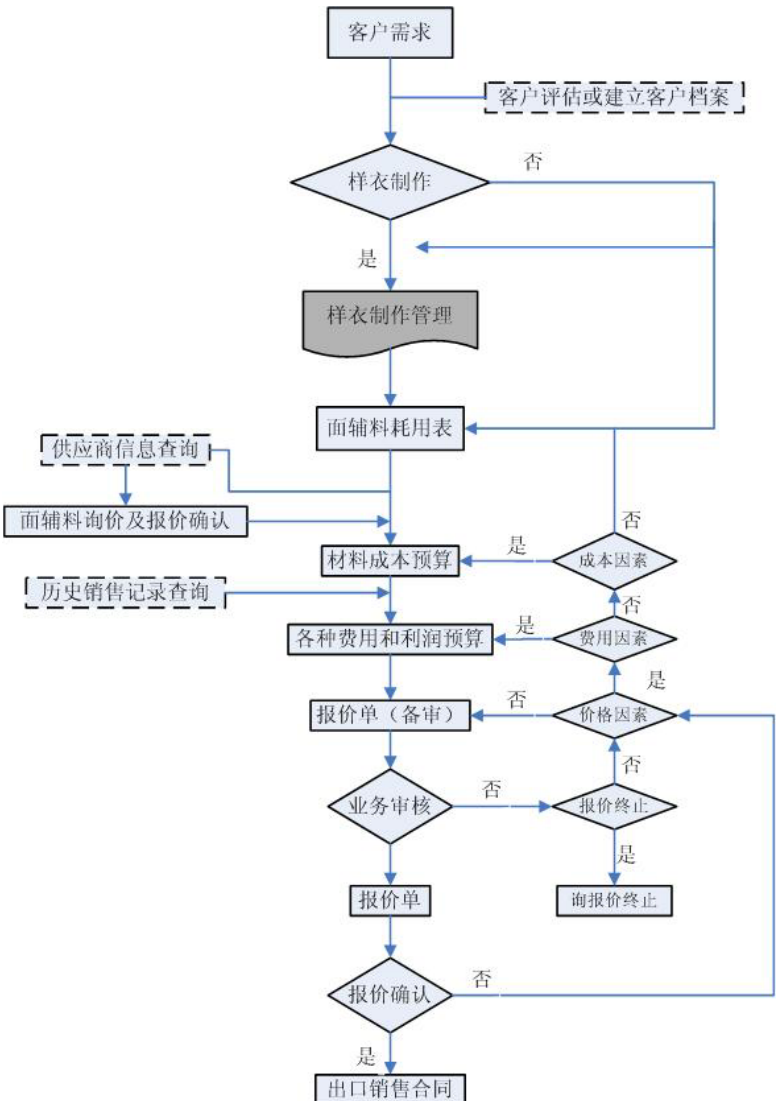 客户需求
客户评估或建立客户档案
样衣制作
否
是
样衣制作管理
面辅料耗用表
供应商信息查询
面辅料询价及报价确认
否
材料成本预算
是
成本因素
历史销售记录查询
否
各种费用和利润预算
是
费用因素
是
报价单（备审）
否
价格因素
否
业务审核
否
报价终止
是
报价单
询报价终止
报价确认
否
是
出口销售合同